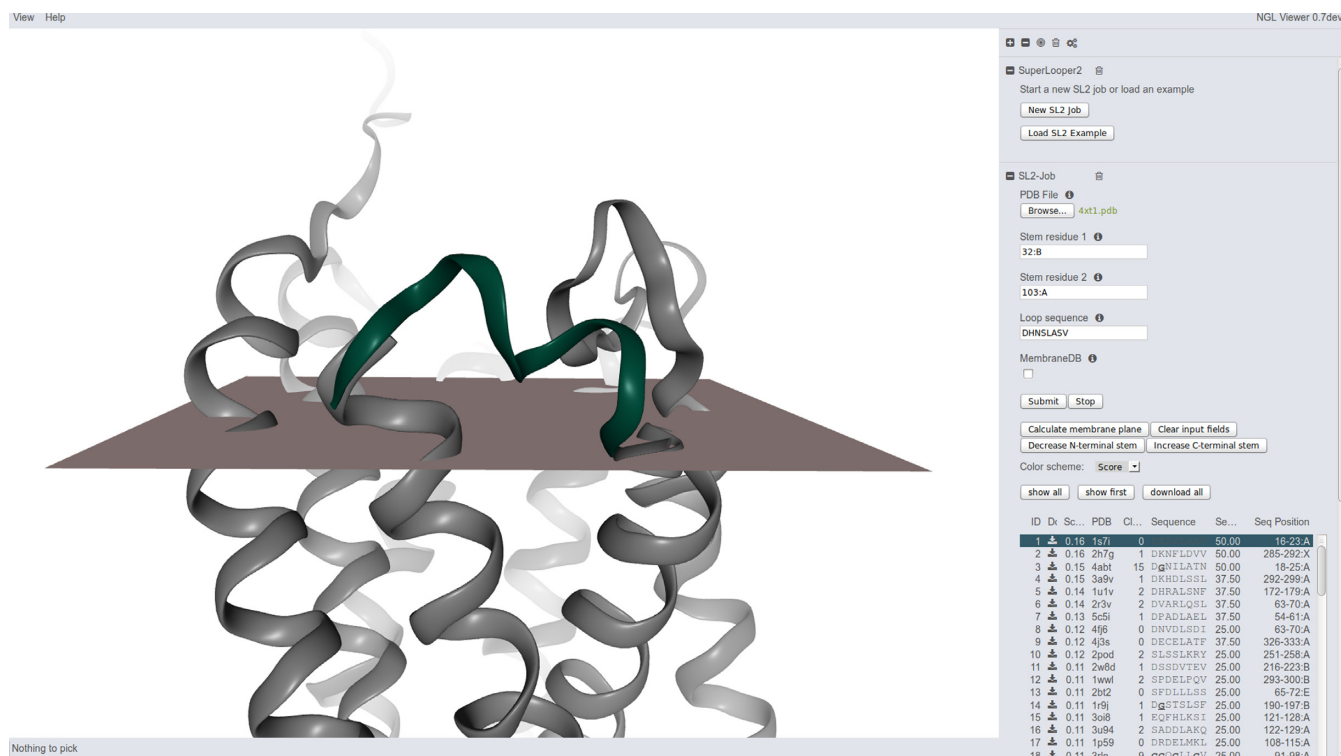 View Help NGL Viewer 0.7dev
SuperLooper2
Start a new SL2 job or load an example
New SL2 Job
Load SL2 Example
SL2-Job
PDB File
Browse... 4xt1.pdb
Stem residue 1
32:B
Stem residue 2
103:A
Loop sequence
DHNSLASV
MembraneDB
Submit Stop
Calculate membrane plane Clear input fields
Decrease N-terminal stem Increase C-terminal stem
Color scheme: Score
show all show first download all
ID Dc Sc... PDB Cl... Sequence Se... Seq Position
1 0.16 1s7i 0 50.00 16-23:A
2 0.16 2h7g 1 DKNFLDVV 50.00 285-292:X
3 0.15 4abt 15 DgNILATN 50.00 18-25:A
4 0.15 3a9v 1 DKHDLSSL 37.50 292-299:A
5 0.14 1u1v 2 DHRALSNF 37.50 172-179:A
6 0.14 2r3v 2 DVARLQSL 37.50 63-70:A
7 0.13 5c5i 1 DPADLAEL 37.50 54-61:A
8 0.12 4fj6 0 DNVDLSDI 25.00 63-70:A
9 0.12 4j3s 0 DECELATF 37.50 326-333:A
10 0.12 2pod 2 SLSSLKRY 25.00 251-258:A
11 0.11 2w8d 1 DSSDVTEV 25.00 216-223:B
12 0.11 1wwl 2 SPDELPQV 25.00 293-300:B
13 0.11 2bt2 0 SFDLLLSS 25.00 65-72:E
14 0.11 1r9j 1 DgSTSLSF 25.00 190-197:B
15 0.11 3oi8 1 EQFHLKSI 25.00 121-128:A
16 0.11 3u94 2 SADDLAKQ 25.00 122-129:A
17 0.11 1p59 0 DRDELMKL 25.00 108-115:A
18 0.11 9 25.00 91-98:A
Nothing to pick